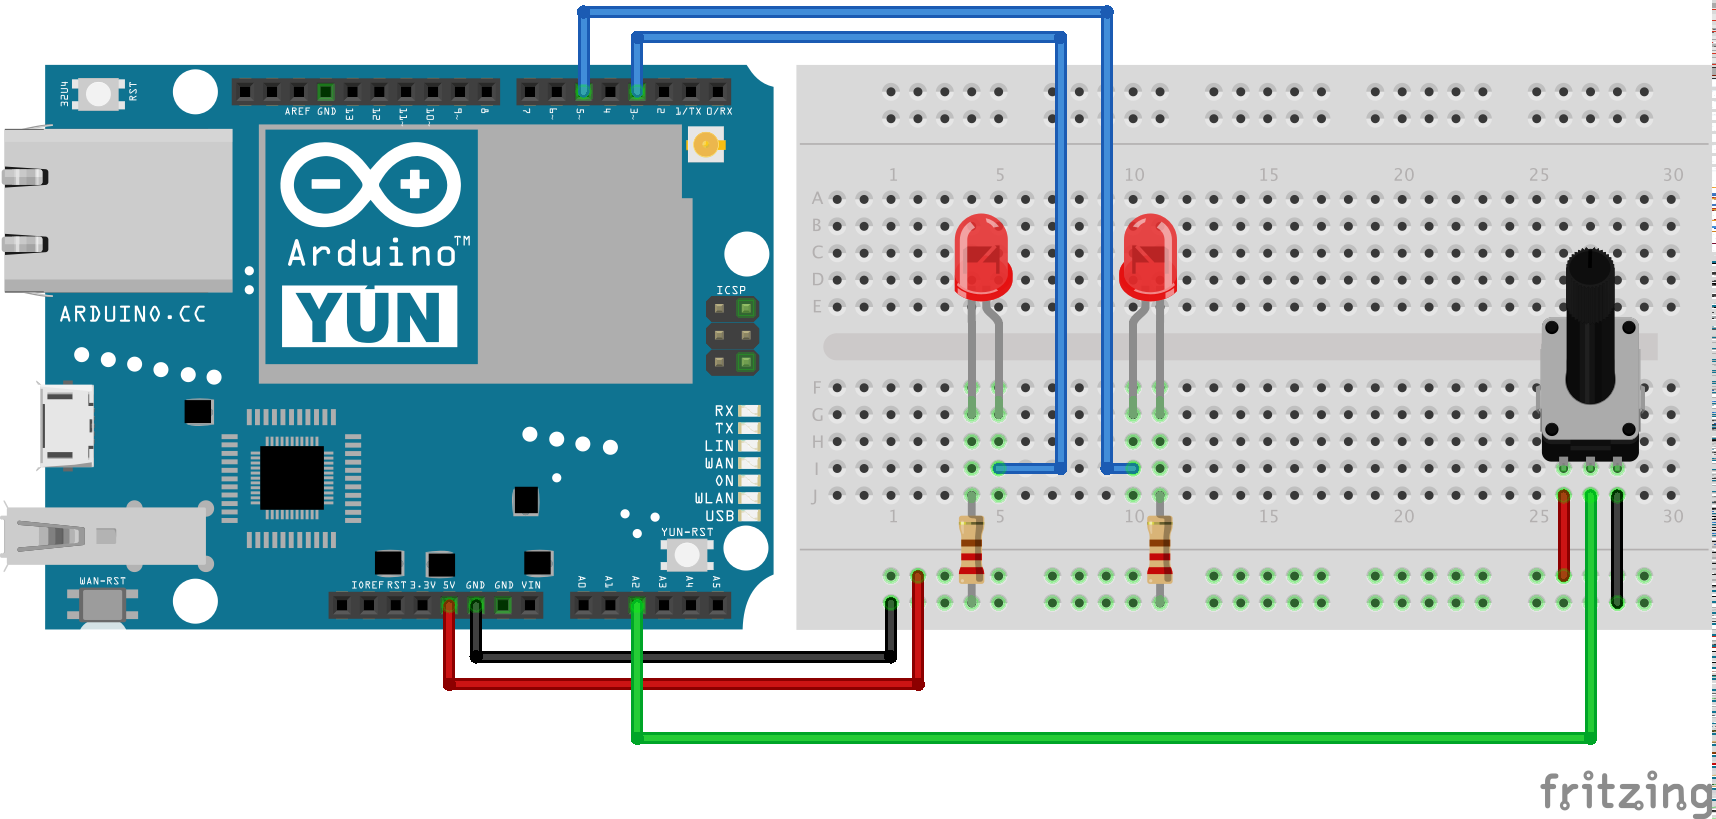 AREF GND 13 12 11~ 10~ 9~ 8 7 6~ 5~ 4 3~ 2 1/TX 0/RX
RST
Arduino™
YÚN
ARDUINO.CC
ICSP
RX
TX
LIN
WAN
ON
WLAN
USB
YUN-RST
WAN-RST
IOREF RST 3.3V 5V GND GND VIN
A0 A1 A2 A3 A4 A5
1 5 10 15 20 25 30
A
B
C
D
E
F
G
H
I
J
1 5 10 15 20 25 30
fritzing